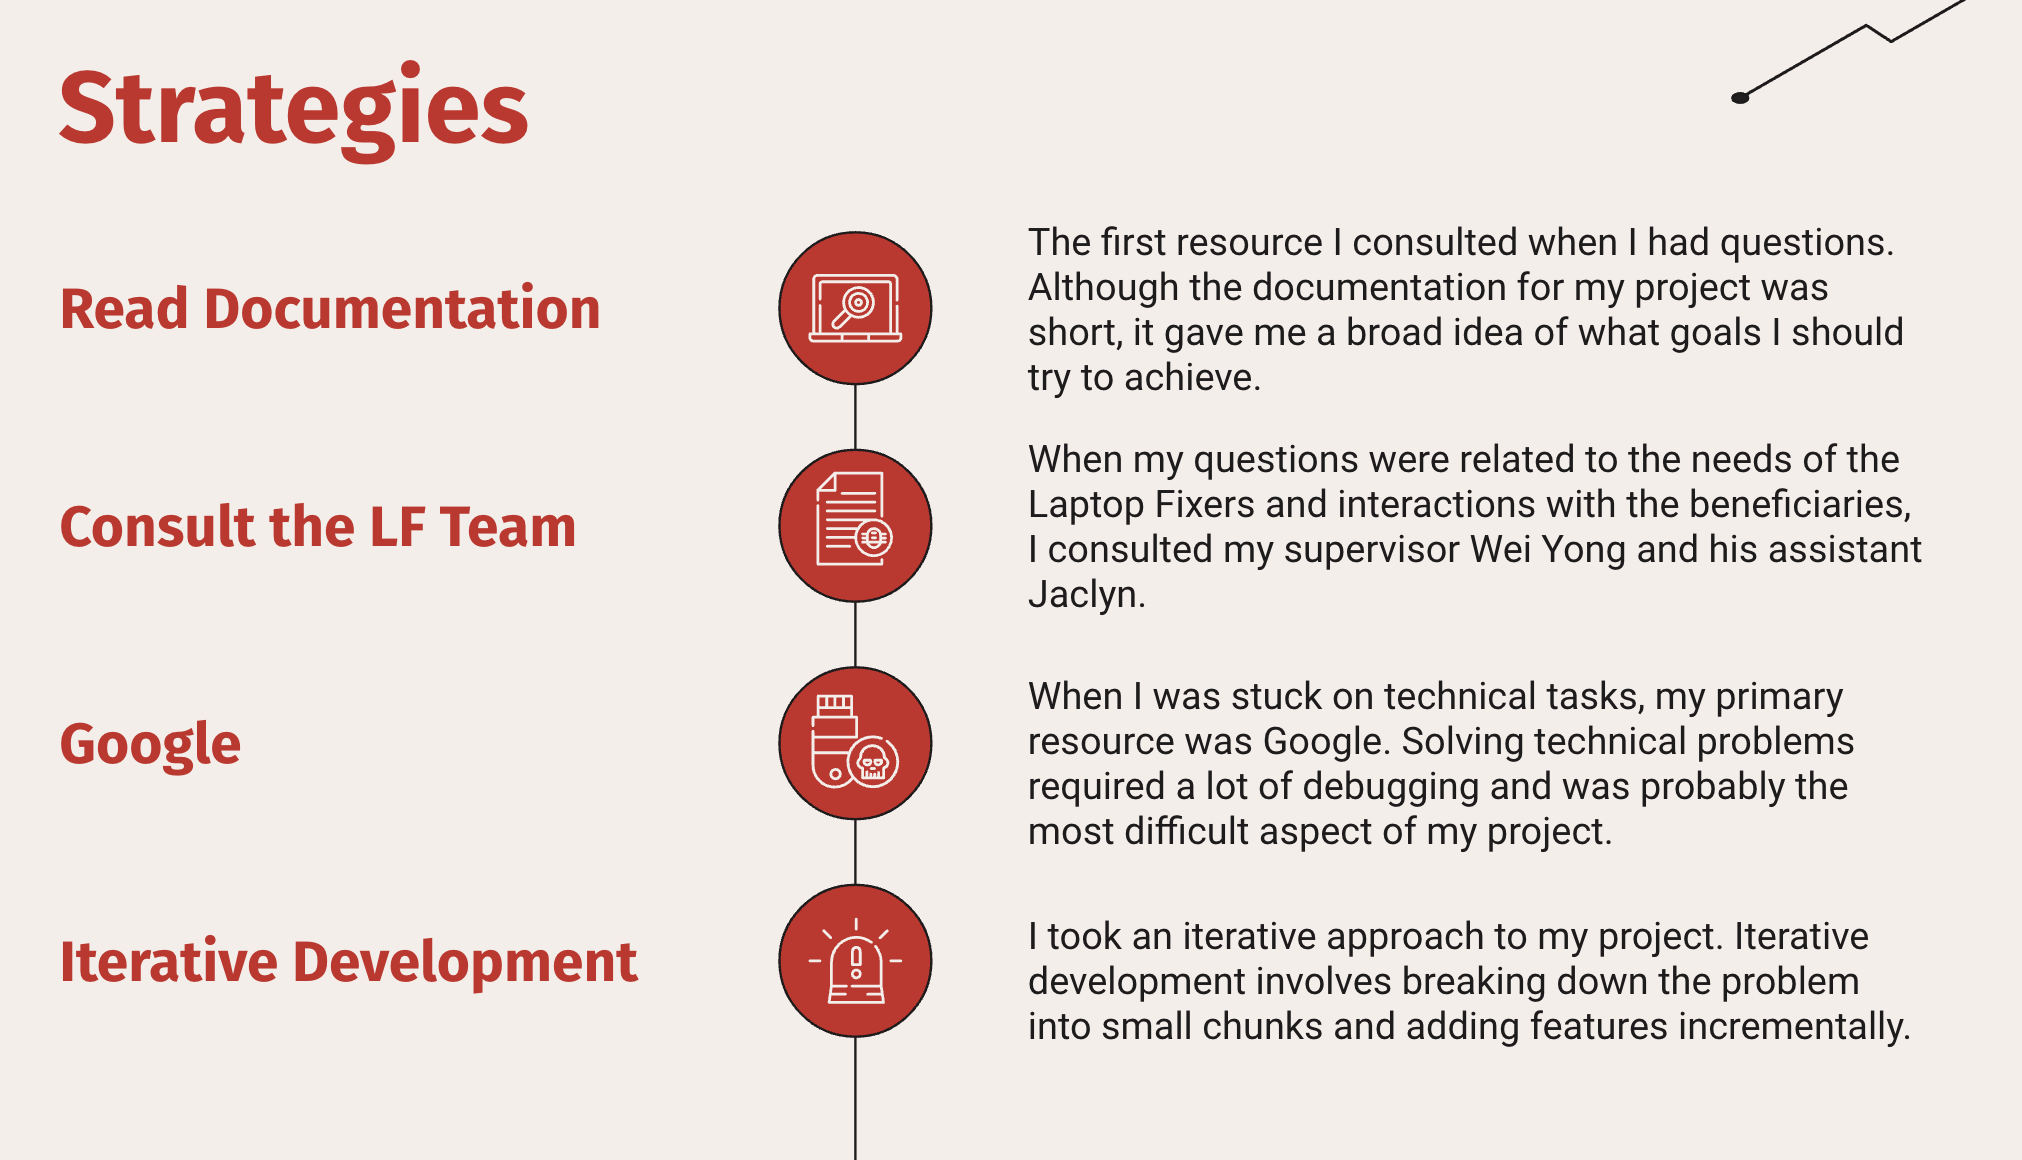 Strategies
Read Documentation
The first resource I consulted when I had questions.
Although the documentation for my project was
short, it gave me a broad idea of what goals I should
try to achieve.
Consult the LF Team
When my questions were related to the needs of the
Laptop Fixers and interactions with the beneficiaries,
I consulted my supervisor Wei Yong and his assistant
Jaclyn.
Google
When I was stuck on technical tasks, my primary
resource was Google. Solving technical problems
required a lot of debugging and was probably the
most difficult aspect of my project.
Iterative Development
I took an iterative approach to my project. Iterative
development involves breaking down the problem
into small chunks and adding features incrementally.